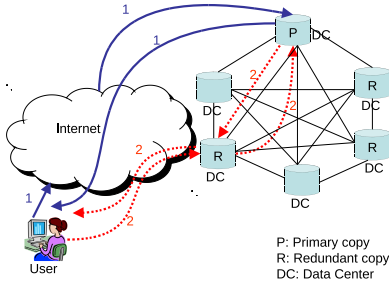 1
P
DC
1
2
2
DC
R
DC
Internet
R
DC
R
DC
2
DC
1
2
User
P: Primary copy
R: Redundant copy
DC: Data Center